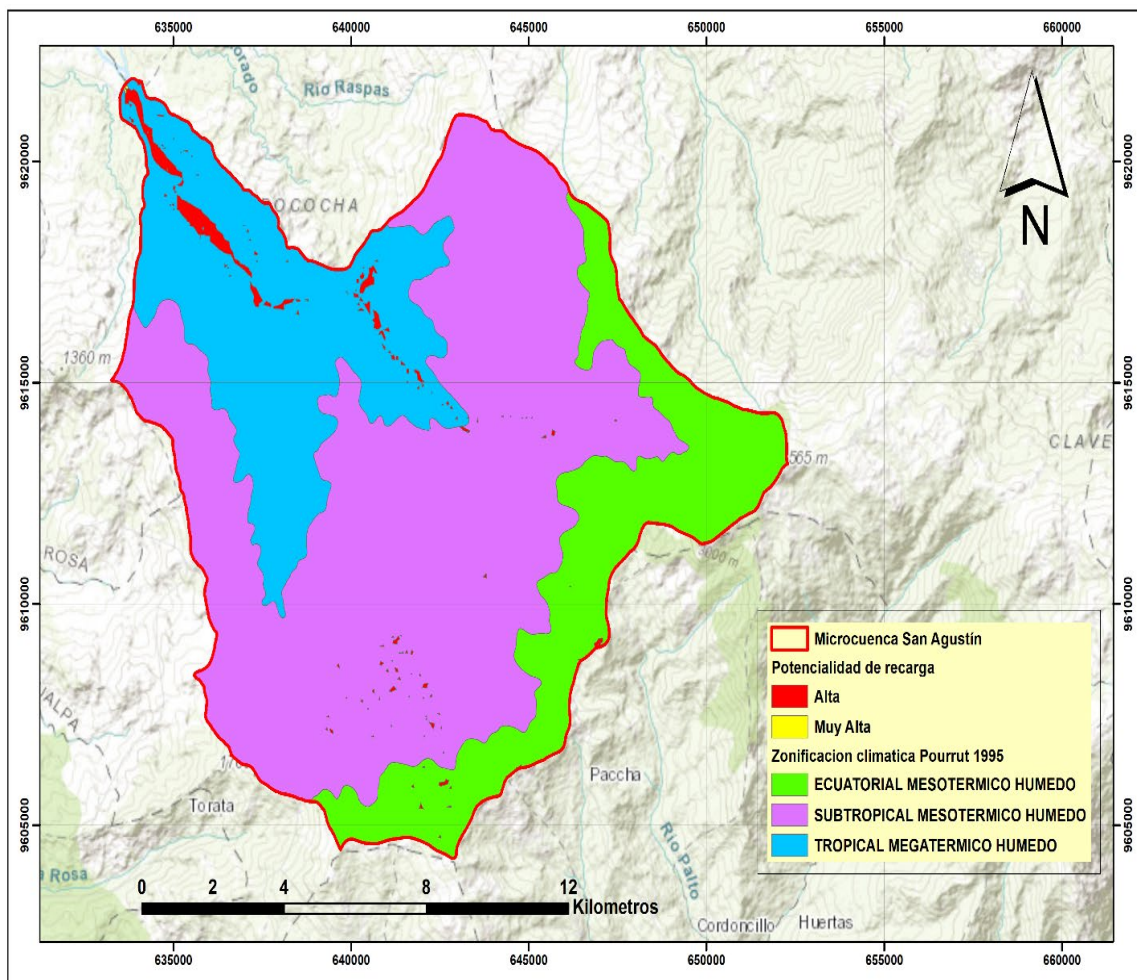 635000 640000 645000 650000 655000 660000
Rio Raspas
9620000
9620000
1360 m
9615000
9615000
CLAVE
565 m
ROSA
3000 m
9610000
9610000
Microcuenca San Agustín
Potencialidad de recarga
Alta
Muy Alta
Zonificacion climatica Pourrut 1995
ECUATORIAL MESOTERMICO HUMEDO
SUBTROPICAL MESOTERMICO HUMEDO
TROPICAL MEGATERMICO HUMEDO
N
Paccha
Torata
9605000
9605000
Rio Palto
a Rosa
0 2 4 8 12
Kilometros
Cordoncillo
Huertas
635000 640000 645000 650000 655000 660000